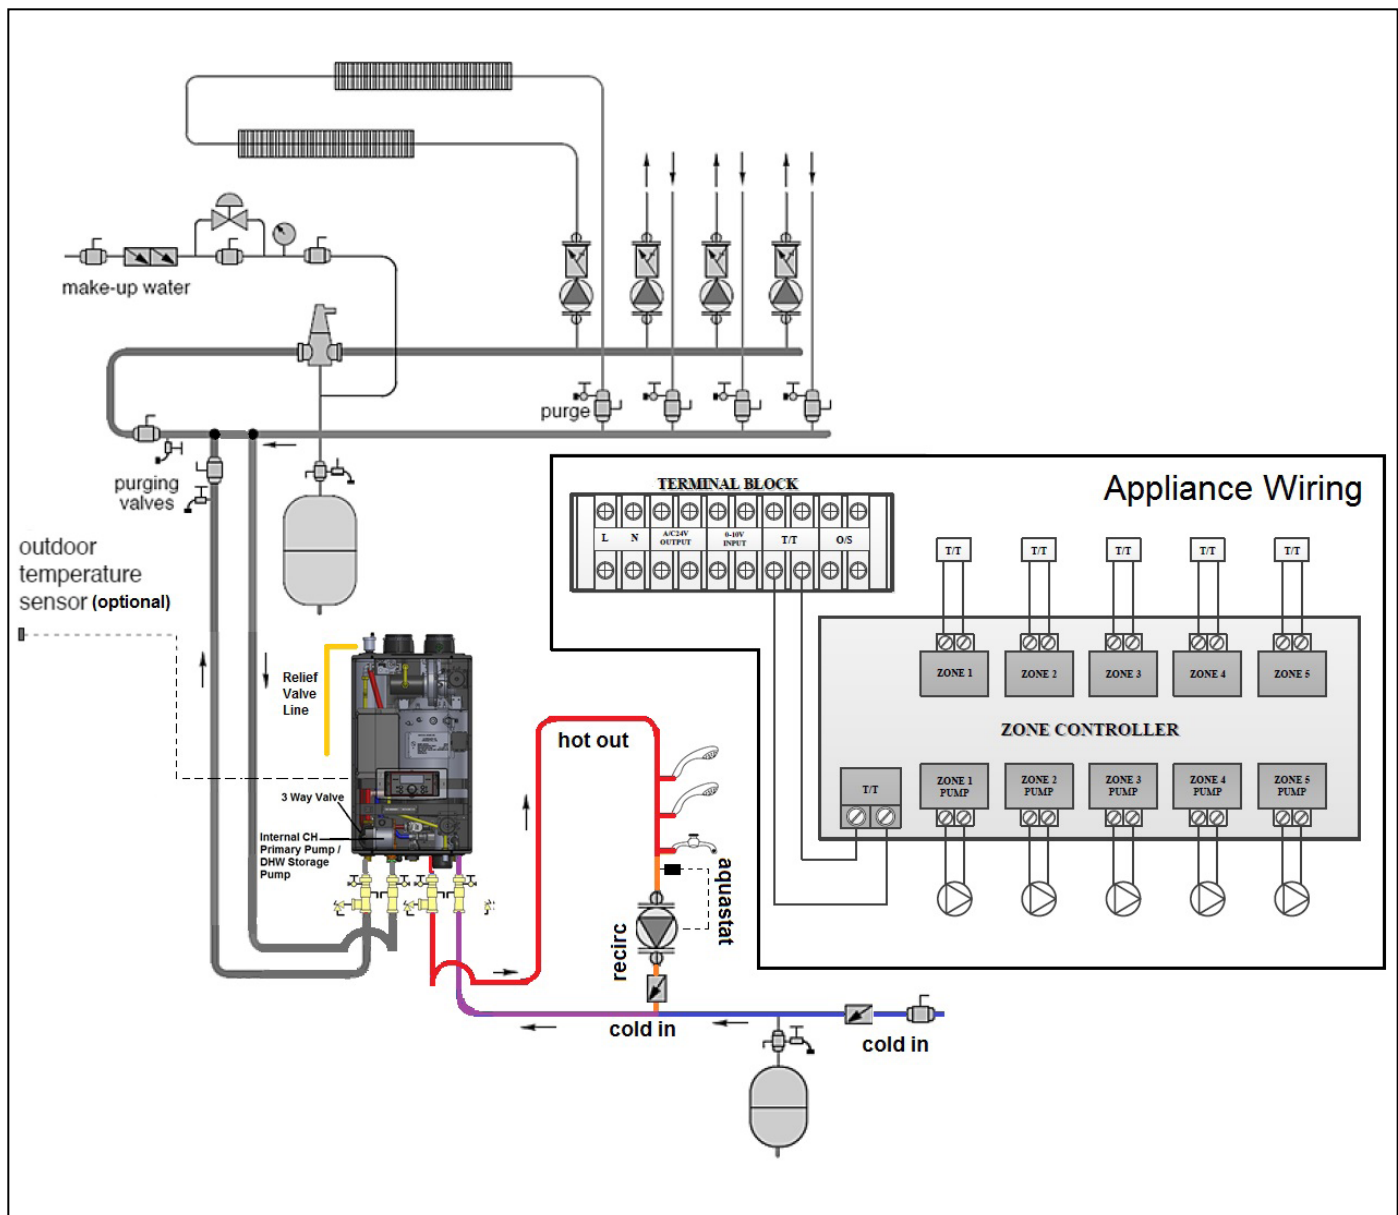 make-up water
purge
purging
valves
outdoor
temperature
sensor (optional)
Relief
Valve
Line
3 Way Valve
Internal CH
Primary Pump /
DHW Storage
Pump
hot out
aquastat
recirc
cold in
cold in
Appliance Wiring
TERMINAL BLOCK
L N A/C24V OUTPUT 0-10V INPUT T/T O/S
T/T T/T T/T T/T T/T
ZONE 1 ZONE 2 ZONE 3 ZONE 4 ZONE 5
ZONE CONTROLLER
T/T
ZONE 1 ZONE 2 ZONE 3 ZONE 4 ZONE 5
PUMP PUMP PUMP PUMP PUMP